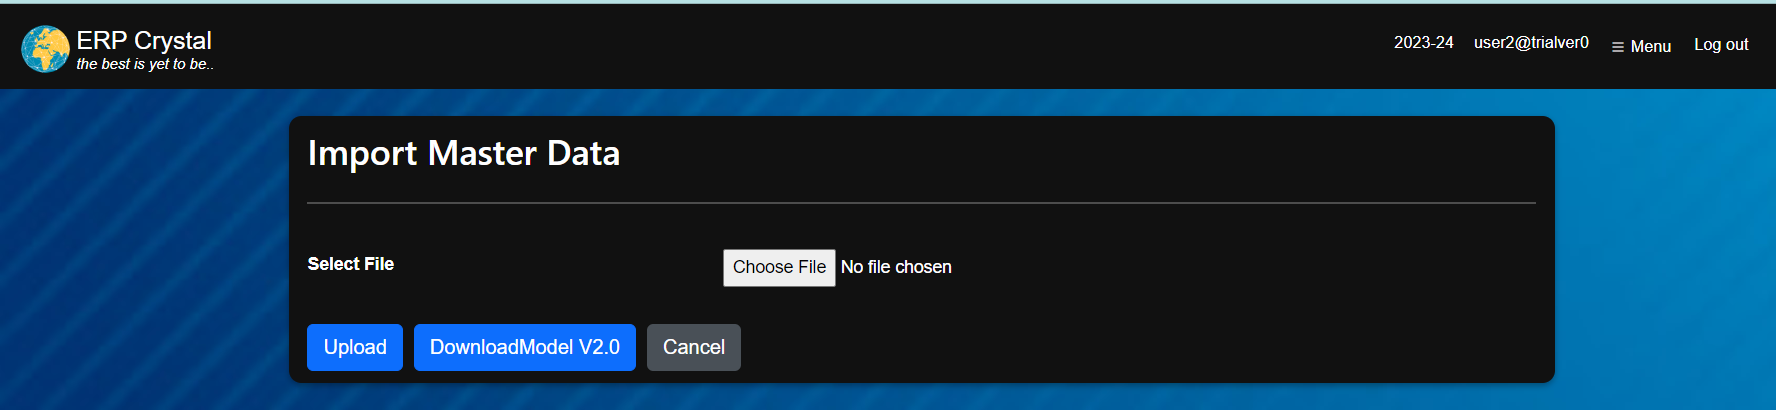 ERP Crystal
the best is yet to be..
2023-24 user2@trialver0 Menu Log out
Import Master Data
Select File Choose File No file chosen
Upload DownloadModel V2.0 Cancel